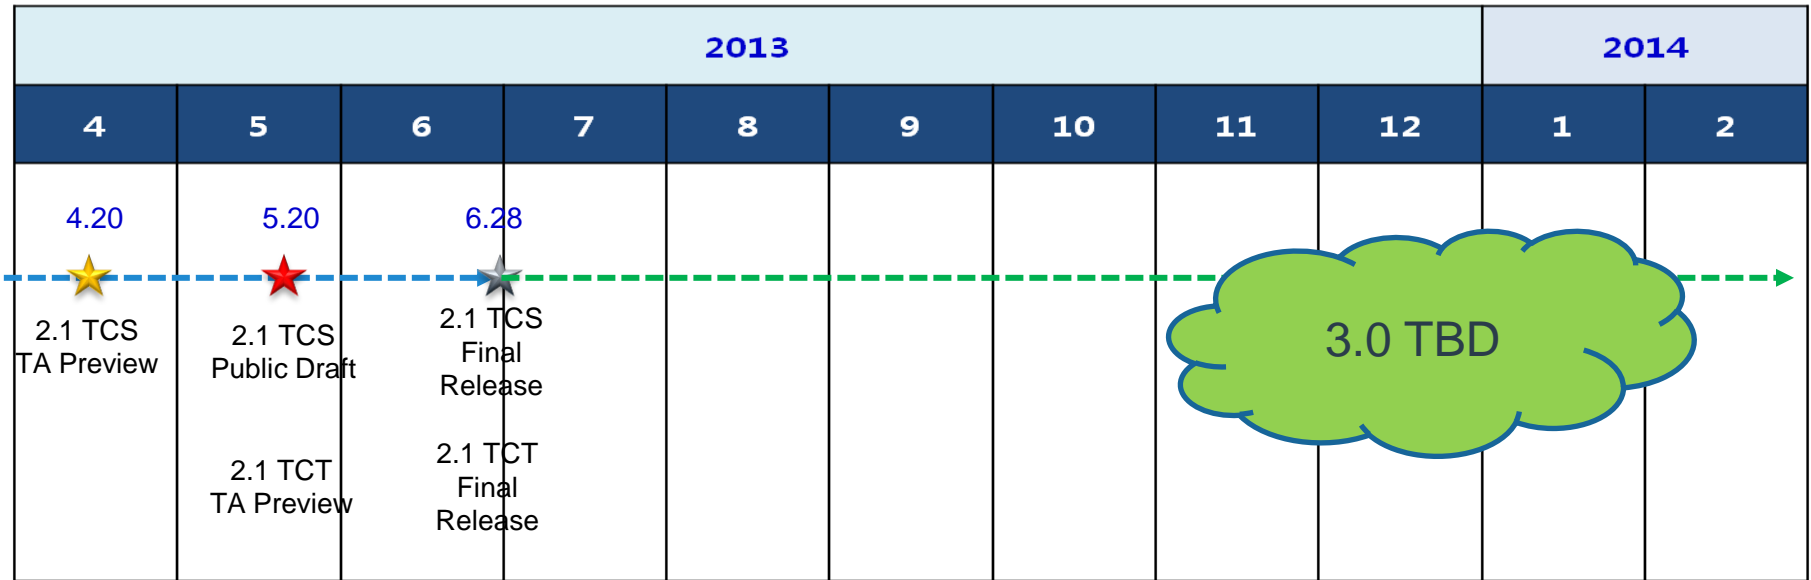 2013
2014
4
5
6
7
8
9
10
11
12
1
2
4.20
5.20
6.28
2.1 TCS
TA Preview
2.1 TCS
Public Draft
2.1 TCS
Final
Release
2.1 TCT
TA Preview
2.1 TCT
Final
Release
3.0 TBD